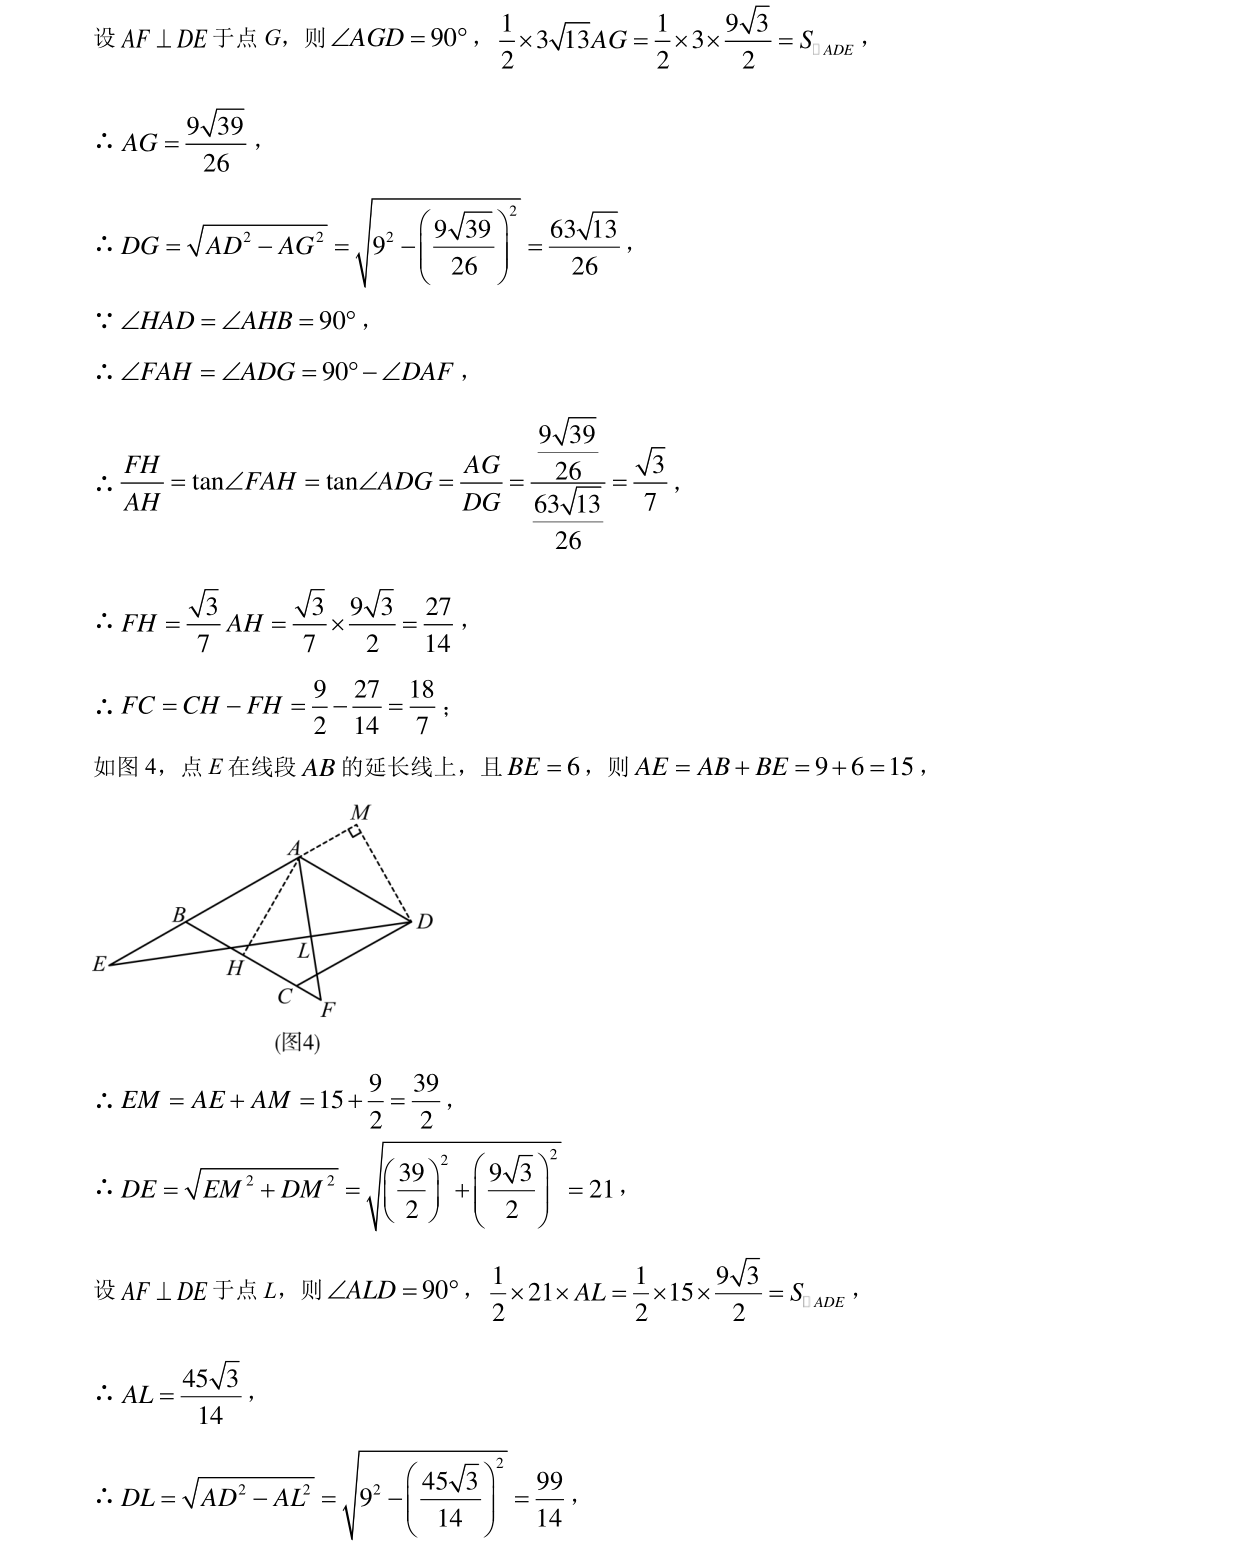 设 AF ⊥ DE 于点 G，则 ∠AGD = 90°，1/2 × 3√13 AG = 1/2 × 3 × 9√3/2 = S□ADE，
∴ AG = 9√39/26，
∴ DG = √(AD² − AG²) = √(9² − (9√39/26)²) = 63√13/26，
∵ ∠HAD = ∠AHB = 90°，
∴ ∠FAH = ∠ADG = 90° − ∠DAF，
∴ FH/AH = tan∠FAH = tan∠ADG = AG/DG = (9√39/26)/(63√13/26) = √3/7，
∴ FH = √3/7 AH = √3/7 × 9√3/2 = 27/14，
∴ FC = CH − FH = 9/2 − 27/14 = 18/7；
如图 4，点 E 在线段 AB 的延长线上，且 BE = 6，则 AE = AB + BE = 9 + 6 = 15，
M
A
B
D
E
H
L
C
F
(图4)
∴ EM = AE + AM = 15 + 9/2 = 39/2，
∴ DE = √(EM² + DM²) = √((39/2)² + (9√3/2)²) = 21，
设 AF ⊥ DE 于点 L，则 ∠ALD = 90°，1/2 × 21 × AL = 1/2 × 15 × 9√3/2 = S□ADE，
∴ AL = 45√3/14，
∴ DL = √(AD² − AL²) = √(9² − (45√3/14)²) = 99/14，